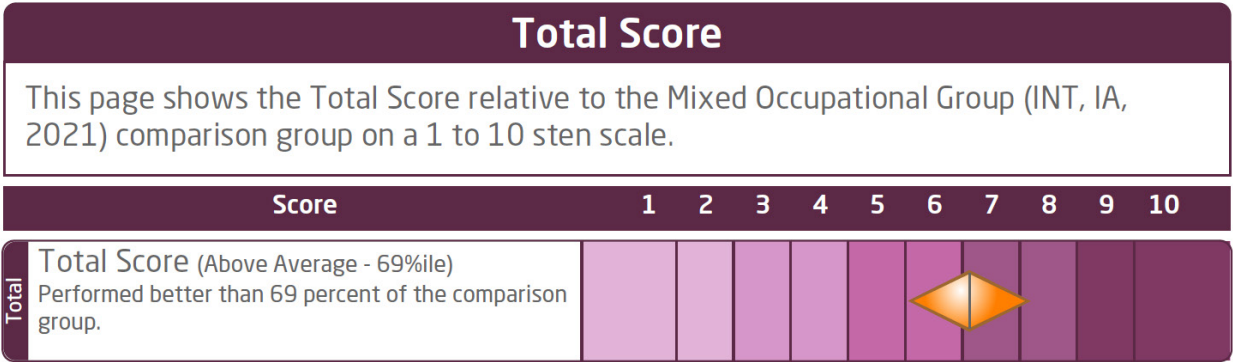 Total Score
This page shows the Total Score relative to the Mixed Occupational Group (INT, IA,
2021) comparison group on a 1 to 10 sten scale.
Score 1 2 3 4 5 6 7 8 9 10
Total
Total Score (Above Average - 69%ile)
Performed better than 69 percent of the comparison
group.